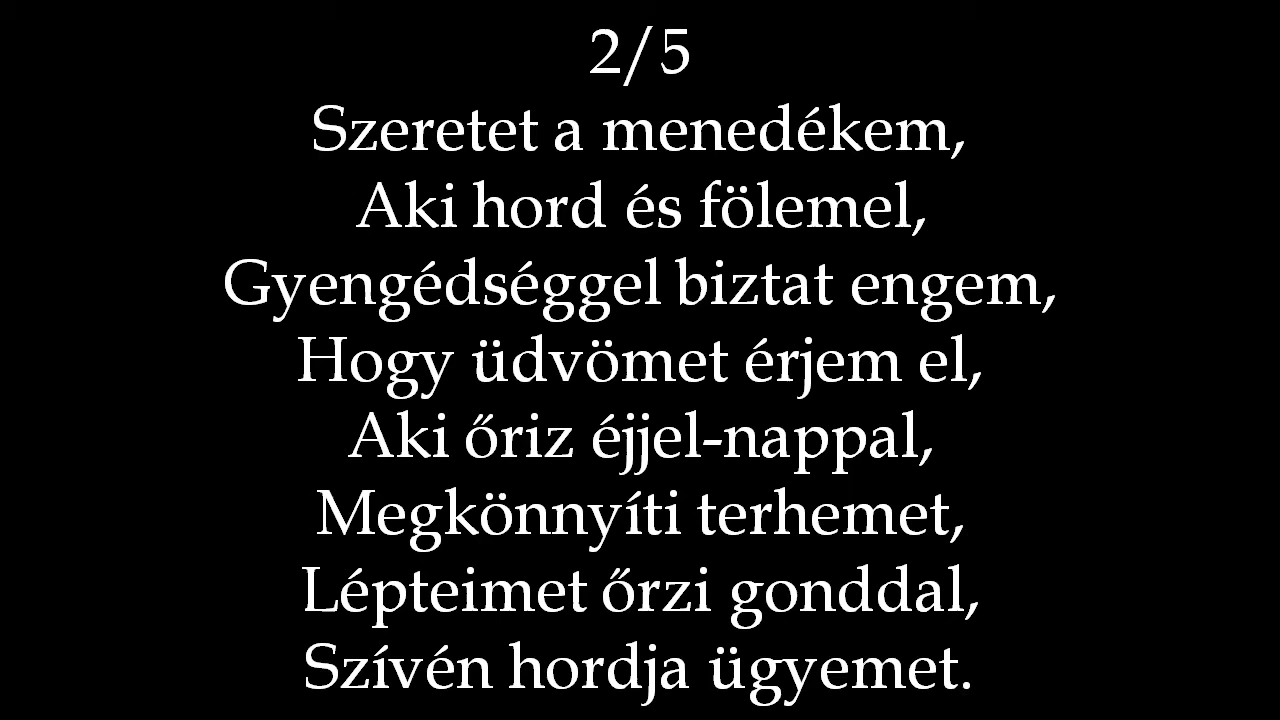 2/5
Szeretet a menedékem,
Aki hord és fölemel,
Gyengédséggel biztat engem,
Hogy üdvömet érjem el,
Aki őriz éjjel-nappal,
Megkönnyíti terhemet,
Lépteimet őrzi gonddal,
Szívén hordja ügyemet.